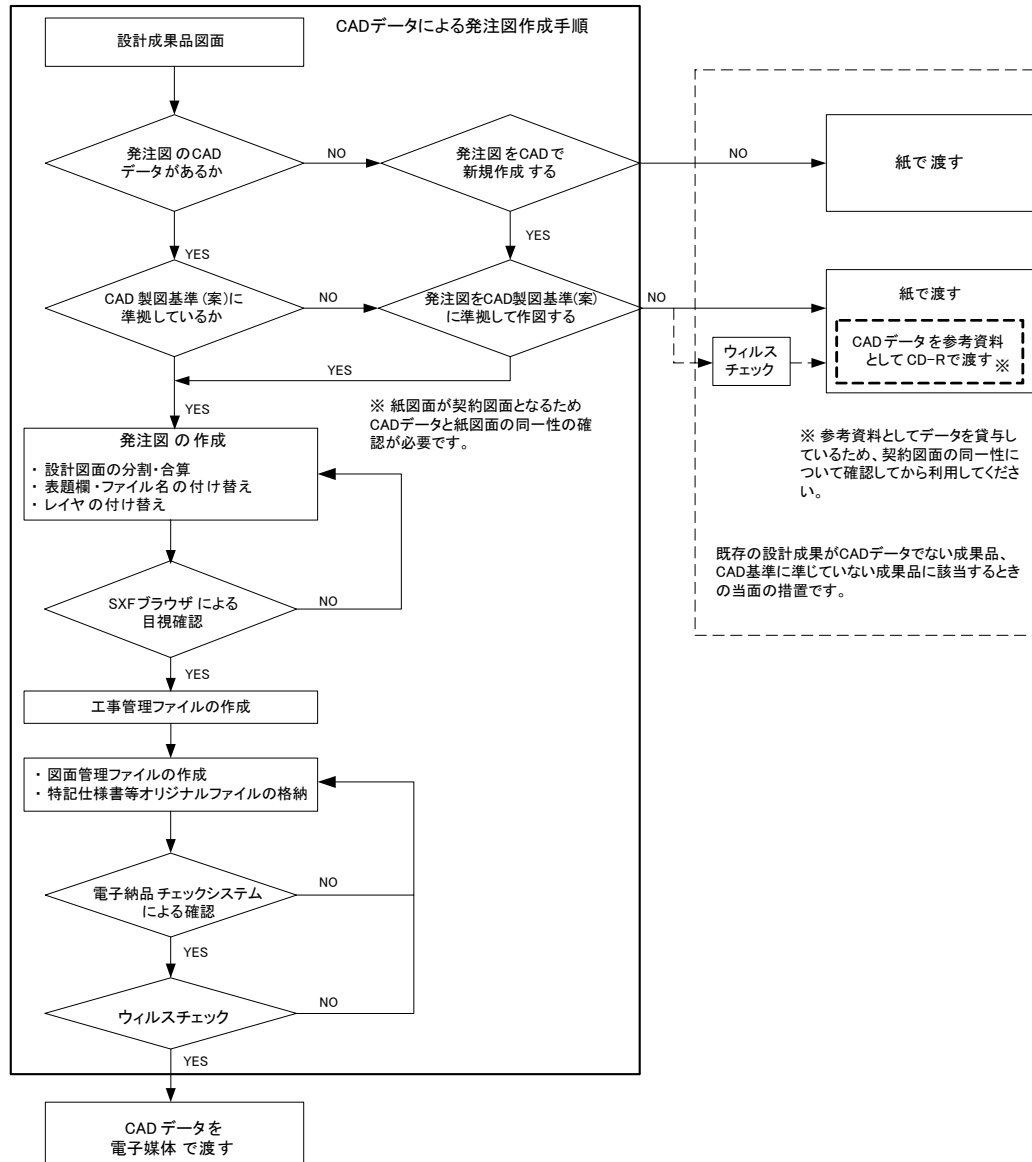 CADデータによる発注図作成手順
設計成果品図面
発注図のCAD
データがあるか
NO
発注図をCADで
新規作成する
NO
紙で渡す
YES
YES
CAD製図基準(案)に
準拠しているか
NO
発注図をCAD製図基準(案)
に準拠して作図する
NO
紙で渡す
CADデータを参考資料
としてCD-Rで渡す※
ウィルス
チェック
YES
YES
※ 紙図面が契約図面となるため
CADデータと紙図面の同一性の確
認が必要です。
※ 参考資料としてデータを貸与し
ているため、契約図面の同一性に
ついて確認してから利用してくださ
い。
発注図の作成
・ 設計図面の分割・合算
・ 表題欄・ファイル名の付け替え
・ レイヤの付け替え
既存の設計成果がCADデータでない成果品、
CAD基準に準じていない成果品に該当するとき
の当面の措置です。
SXFブラウザによる
目視確認
NO
YES
工事管理ファイルの作成
・ 図面管理ファイルの作成
・ 特記仕様書等オリジナルファイルの格納
電子納品チェックシステム
による確認
NO
YES
ウィルスチェック
NO
YES
CADデータを
電子媒体で渡す